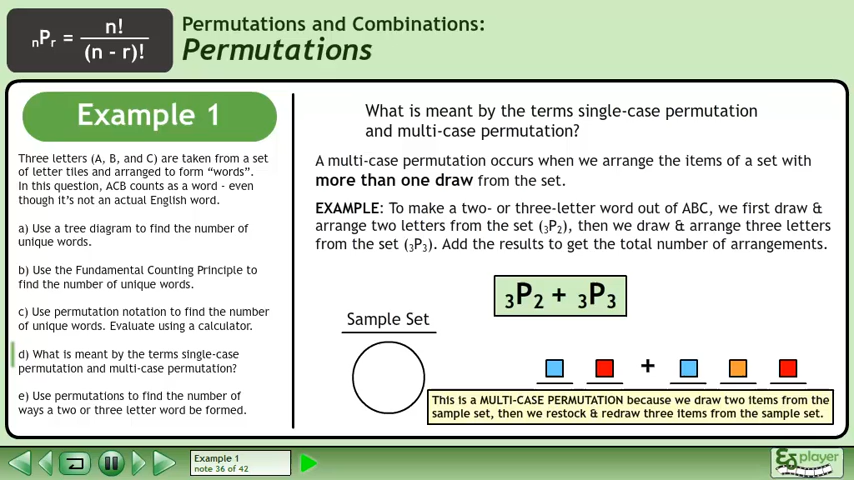 nPr = n! / (n - r)!
Permutations and Combinations:
Permutations
Example 1
Three letters (A, B, and C) are taken from a set
of letter tiles and arranged to form “words”.
In this question, ACB counts as a word - even
though it’s not an actual English word.
a) Use a tree diagram to find the number of
unique words.
b) Use the Fundamental Counting Principle to
find the number of unique words.
c) Use permutation notation to find the number
of unique words. Evaluate using a calculator.
d) What is meant by the terms single-case
permutation and multi-case permutation?
e) Use permutations to find the number of
ways a two or three letter word be formed.
What is meant by the terms single-case permutation
and multi-case permutation?
A multi-case permutation occurs when we arrange the items of a set with
more than one draw from the set.
EXAMPLE: To make a two- or three-letter word out of ABC, we first draw &
arrange two letters from the set (₃P₂), then we draw & arrange three letters
from the set (₃P₃). Add the results to get the total number of arrangements.
₃P₂ + ₃P₃
Sample Set
+
This is a MULTI-CASE PERMUTATION because we draw two items from the
sample set, then we restock & redraw three items from the sample set.
Example 1
note 36 of 42
player